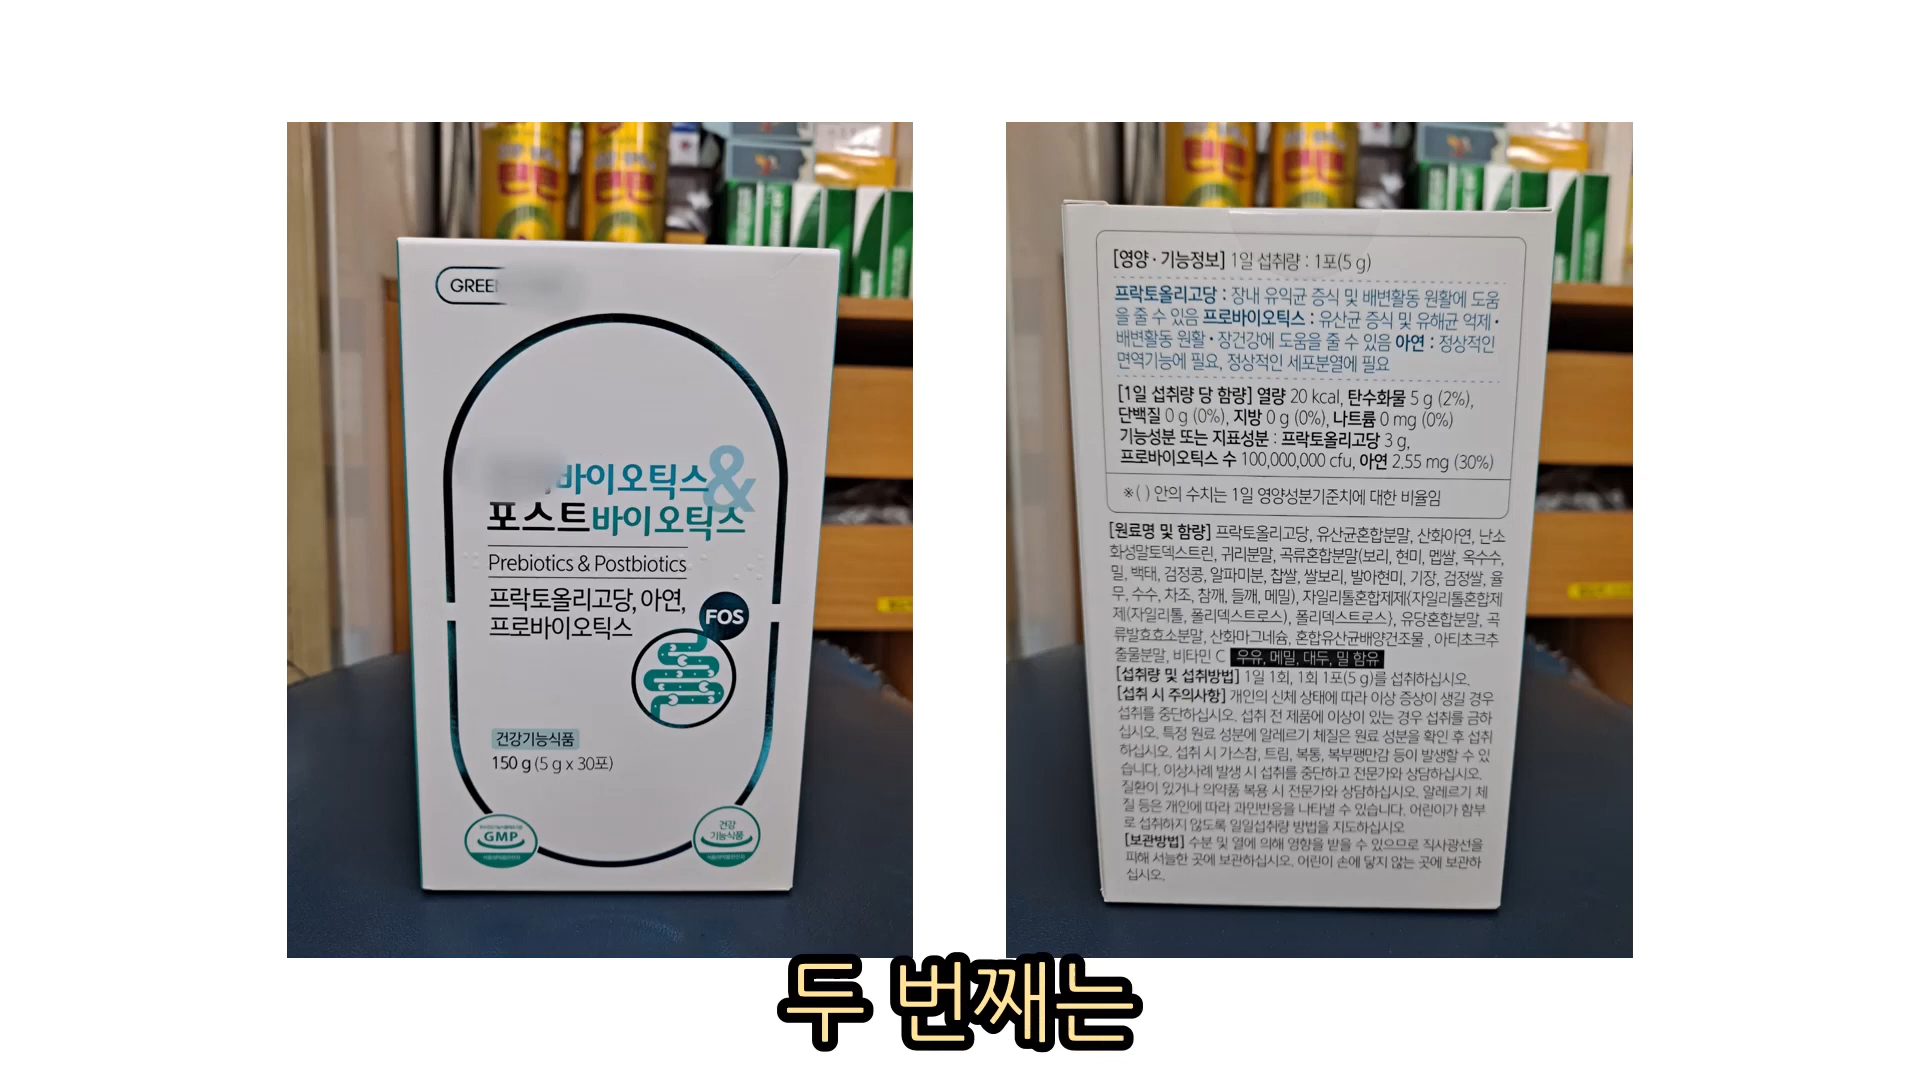 GREE
바이오틱스&
포스트바이오틱스
Prebiotics & Postbiotics
프락토올리고당, 아연,
프로바이오틱스
FOS
건강기능식품
150 g (5 g x 30포)
GMP
건강
기능식품
[영양·기능정보] 1일 섭취량 : 1포(5 g)
프락토올리고당 : 장내 유익균 증식 및 배변활동 원활에 도움
을 줄 수 있음 프로바이오틱스 : 유산균 증식 및 유해균 억제•
배변활동 원활•장건강에 도움을 줄 수 있음 아연 : 정상적인
면역기능에 필요, 정상적인 세포분열에 필요
[1일 섭취량 당 함량] 열량 20 kcal, 탄수화물 5 g (2%),
단백질 0 g (0%), 지방 0 g (0%), 나트륨 0 mg (0%)
기능성분 또는 지표성분 : 프락토올리고당 3 g,
프로바이오틱스 수 100,000,000 cfu, 아연 2.55 mg (30%)
※( ) 안의 수치는 1일 영양성분기준치에 대한 비율임
[원료명 및 함량] 프락토올리고당, 유산균혼합분말, 산화아연, 난소
화성말토덱스트린, 귀리분말, 곡류혼합분말(보리, 현미, 멥쌀, 옥수수,
밀, 백태, 검정콩, 알파미분, 찹쌀, 쌀보리, 발아현미, 기장, 검정쌀, 율
무, 수수, 차조, 참깨, 들깨, 메밀), 자일리톨혼합제제(자일리톨혼합제
제(자일리톨, 폴리덱스트로스), 폴리덱스트로스), 유당혼합분말, 곡
류발효효소분말, 산화마그네슘, 혼합유산균배양건조물, 아티초크추
출물분말, 비타민 C 우유, 메밀, 대두, 밀 함유
[섭취량 및 섭취방법] 1일 1회, 1회 1포(5 g)를 섭취하십시오.
[섭취 시 주의사항] 개인의 신체 상태에 따라 이상 증상이 생길 경우
섭취를 중단하십시오. 섭취 전 제품에 이상이 있는 경우 섭취를 금하
십시오. 특정 원료 성분에 알레르기 체질은 원료 성분을 확인 후 섭취
하십시오. 섭취 시 가스참, 트림, 복통, 복부팽만감 등이 발생할 수 있
습니다. 이상사례 발생 시 섭취를 중단하고 전문가와 상담하십시오.
질환이 있거나 의약품 복용 시 전문가와 상담하십시오. 알레르기 체
질 등은 개인에 따라 과민반응을 나타낼 수 있습니다. 어린이가 함부
로 섭취하지 않도록 일일섭취량 방법을 지도하십시오
[보관방법] 수분 및 열에 의해 영향을 받을 수 있으므로 직사광선을
피해 서늘한 곳에 보관하십시오. 어린이 손에 닿지 않는 곳에 보관하
십시오.
두 번째는